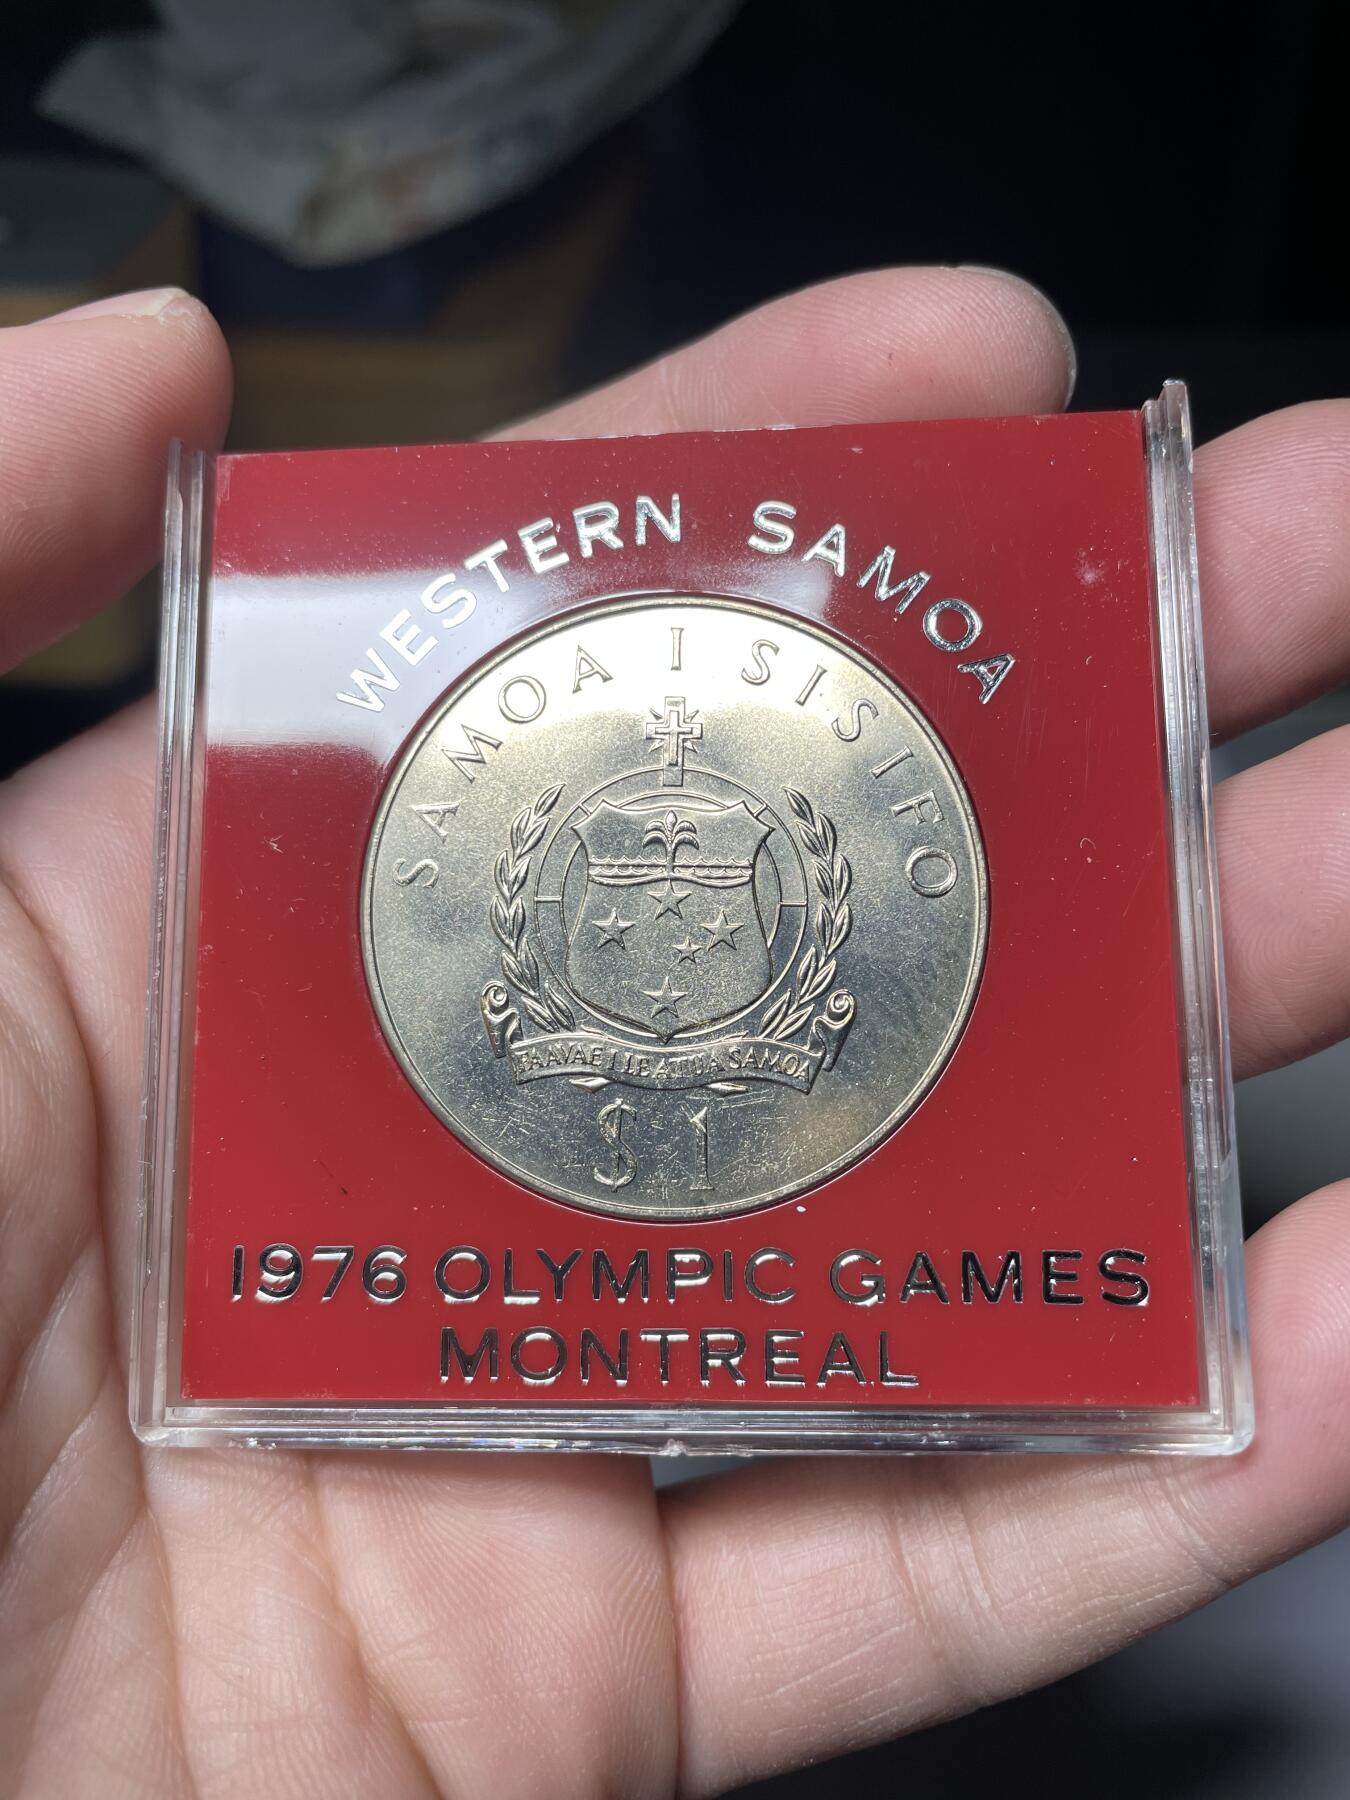 WESTERN SAMOA
SAMOA I SISIFO
FAAVAE I LE ATUA SAMOA
$1
1976 OLYMPIC GAMES
MONTREAL